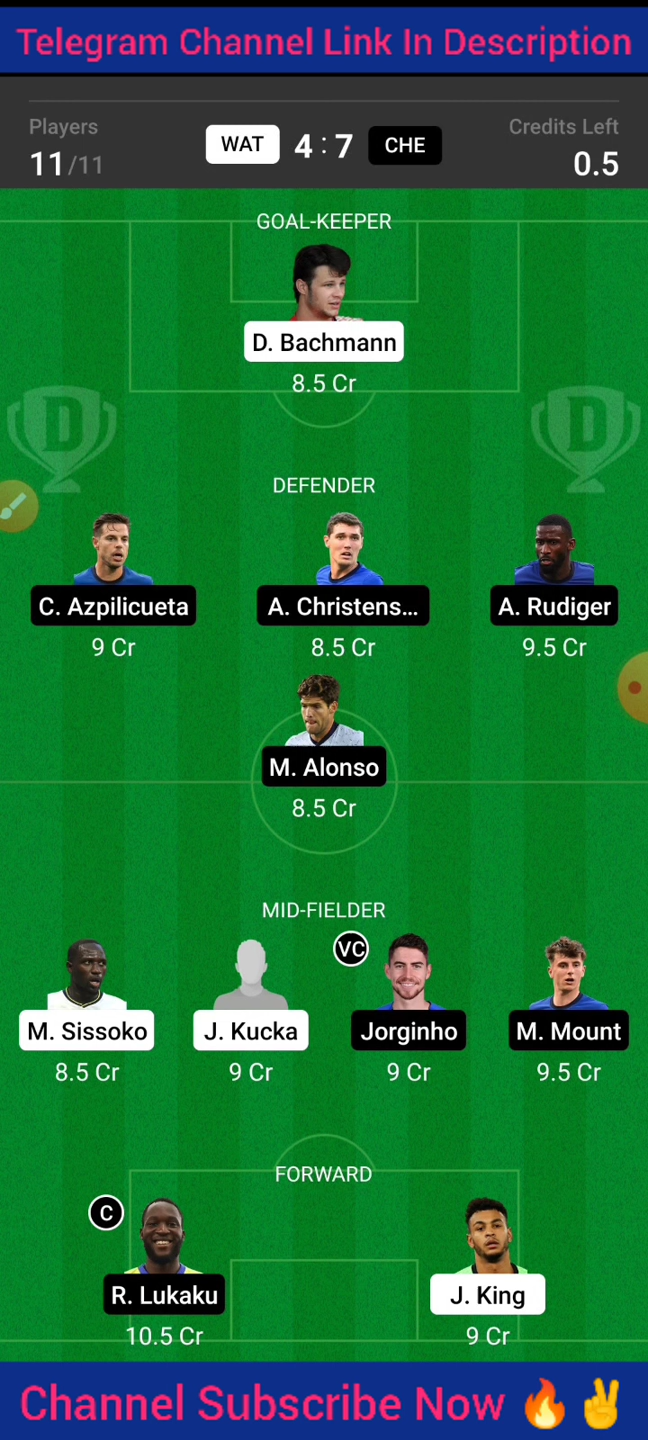 Telegram Channel Link In Description
Players
11/11
WAT 4 : 7 CHE
Credits Left
0.5
GOAL-KEEPER
D. Bachmann
8.5 Cr
D D
DEFENDER
C. Azpilicueta A. Christens... A. Rudiger
9 Cr 8.5 Cr 9.5 Cr
M. Alonso
8.5 Cr
MID-FIELDER
VC
M. Sissoko J. Kucka Jorginho M. Mount
8.5 Cr 9 Cr 9 Cr 9.5 Cr
FORWARD
C
R. Lukaku J. King
10.5 Cr 9 Cr
Channel Subscribe Now 🔥✌️